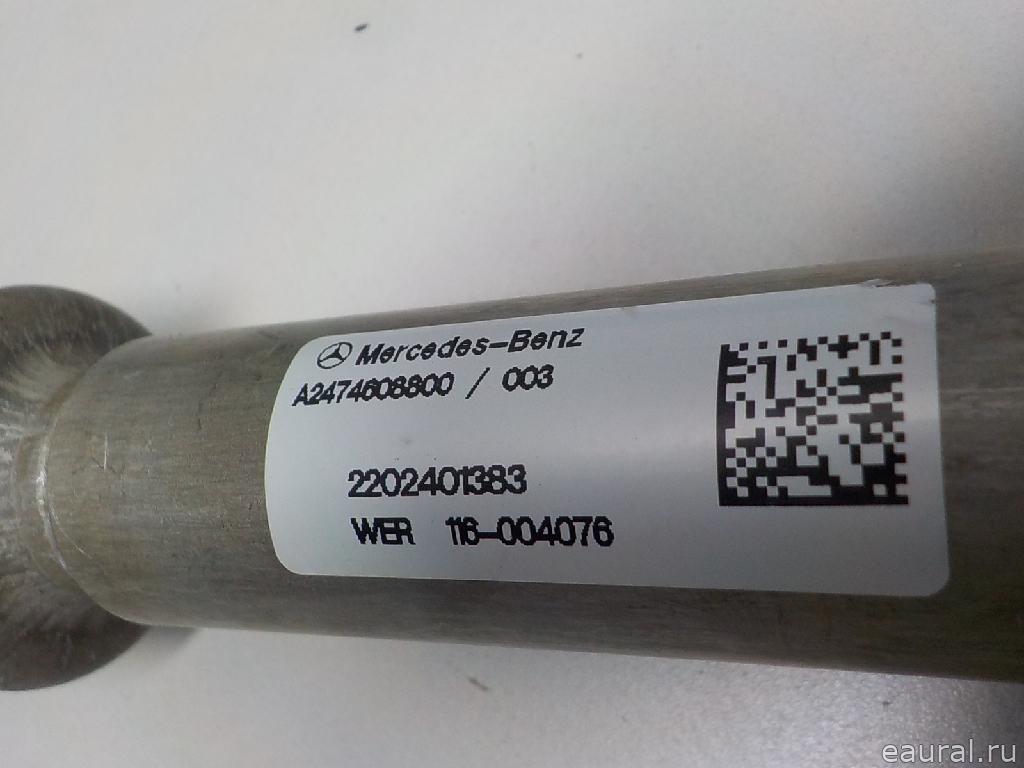 Mercedes-Benz
A2474608800 / 003
2202401383
WER 116-004076
eaural.ru